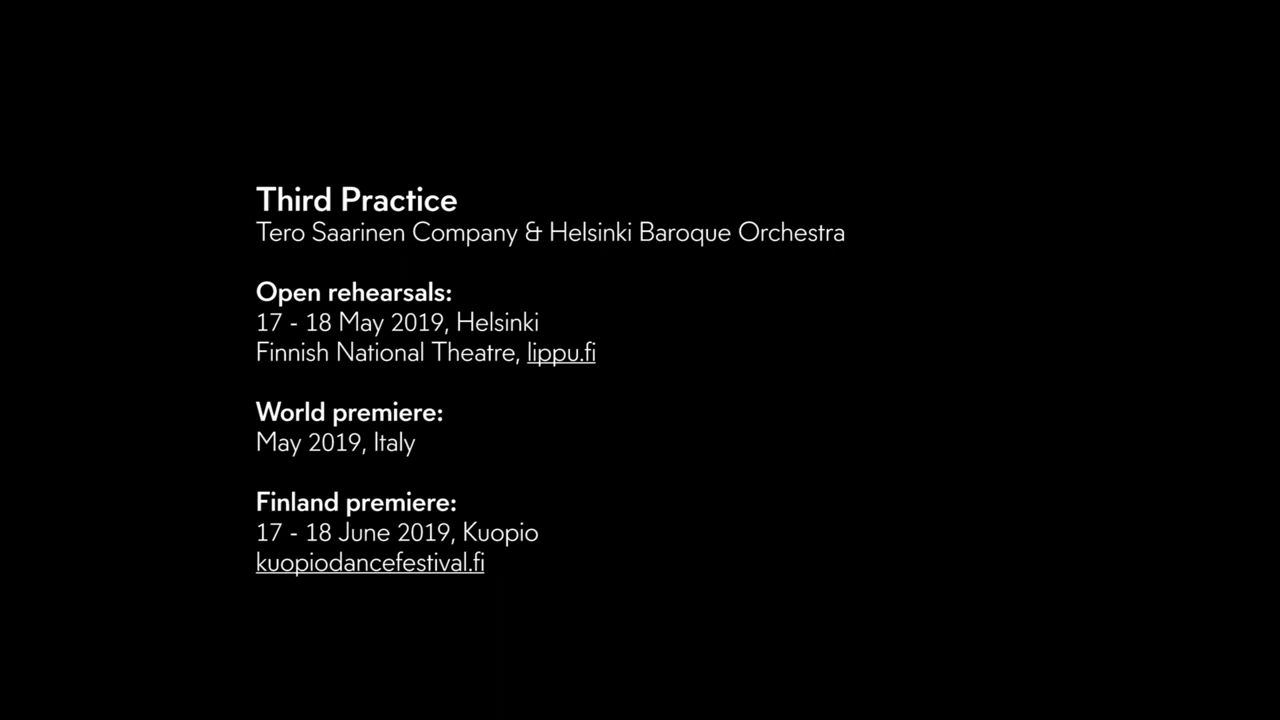 Third Practice
Tero Saarinen Company & Helsinki Baroque Orchestra
Open rehearsals:
17 - 18 May 2019, Helsinki
Finnish National Theatre, lippu.fi
World premiere:
May 2019, Italy
Finland premiere:
17 - 18 June 2019, Kuopio
kuopiodancefestival.fi